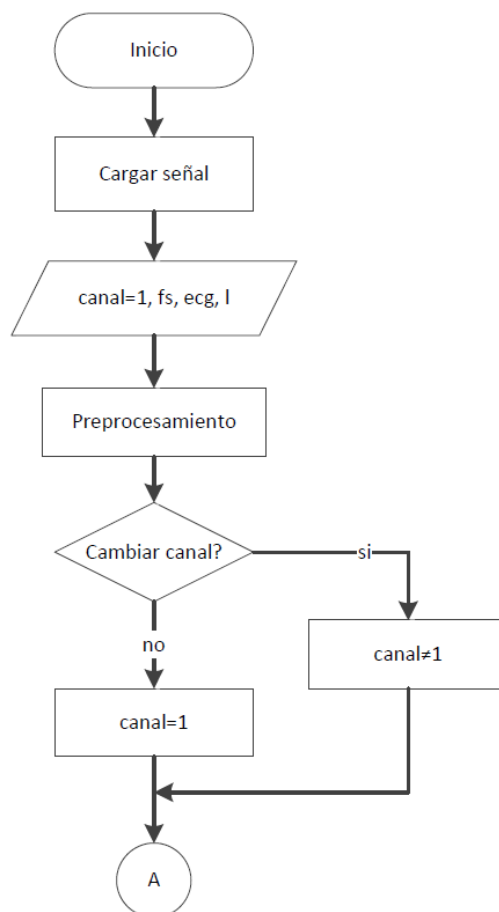 Inicio
Cargar señal
canal=1, fs, ecg, l
Preprocesamiento
Cambiar canal?
si
no
canal≠1
canal=1
A